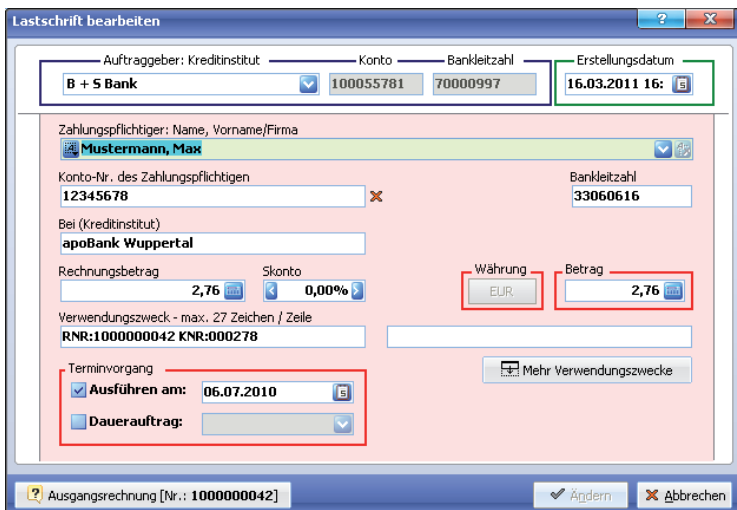 Lastschrift bearbeiten
Auftraggeber: Kreditinstitut Konto Bankleitzahl Erstellungsdatum
B + S Bank 100055781 70000997 16.03.2011 16:
Zahlungspflichtiger: Name, Vorname/Firma
Mustermann, Max
Konto-Nr. des Zahlungspflichtigen Bankleitzahl
12345678 33060616
Bei (Kreditinstitut)
apoBank Wuppertal
Rechnungsbetrag Skonto Währung Betrag
2,76 0,00% EUR 2,76
Verwendungszweck - max. 27 Zeichen / Zeile
RNR:1000000042 KNR:000278
Terminvorgang
Mehr Verwendungszwecke
Ausführen am: 06.07.2010
Dauerauftrag:
Ausgangsrechnung [Nr.: 1000000042] Ändern Abbrechen